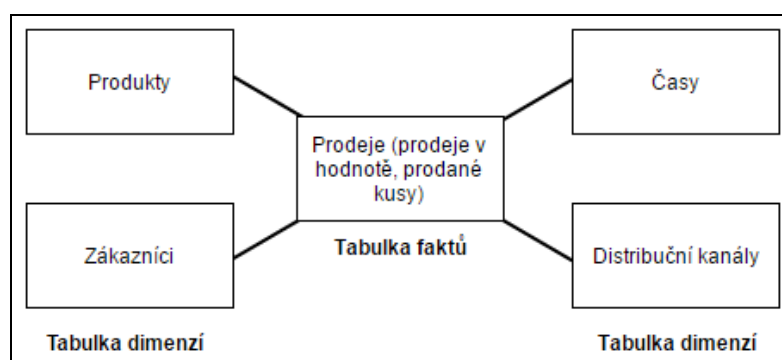 Produkty
Časy
Prodeje (prodeje v
hodnotě, prodané
kusy)
Tabulka faktů
Zákazníci
Distribuční kanály
Tabulka dimenzí
Tabulka dimenzí